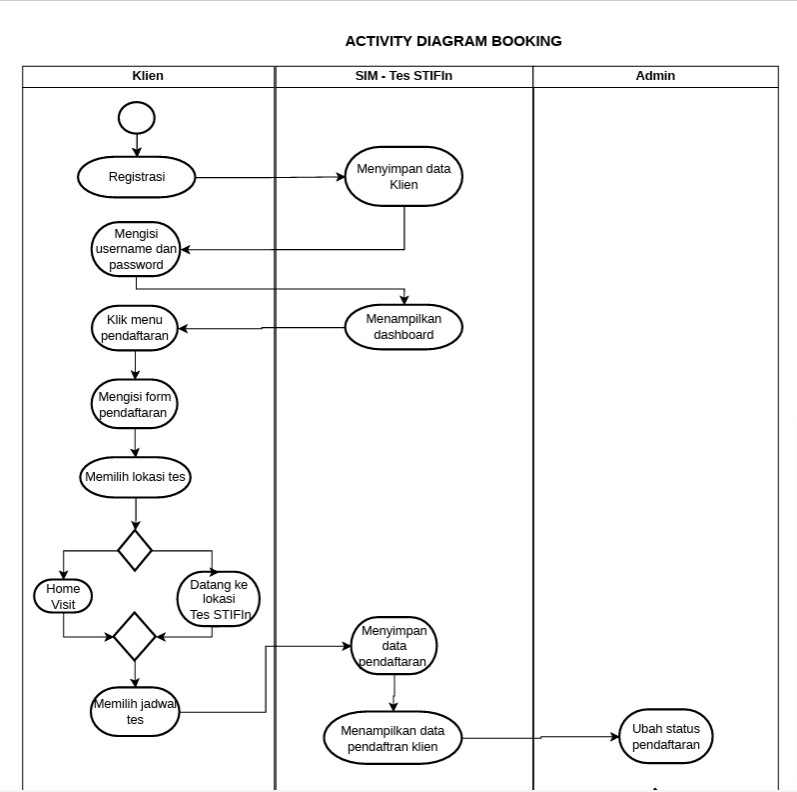 ACTIVITY DIAGRAM BOOKING
Klien
SIM - Tes STIFIn
Admin
Registrasi
Menyimpan data
Klien
Mengisi
username dan
password
Menampilkan
dashboard
Klik menu
pendaftaran
Mengisi form
pendaftaran
Memilih lokasi tes
Home
Visit
Datang ke
lokasi
Tes STIFIn
Menyimpan
data
pendaftaran
Memilih jadwal
tes
Menampilkan data
pendaftran klien
Ubah status
pendaftaran